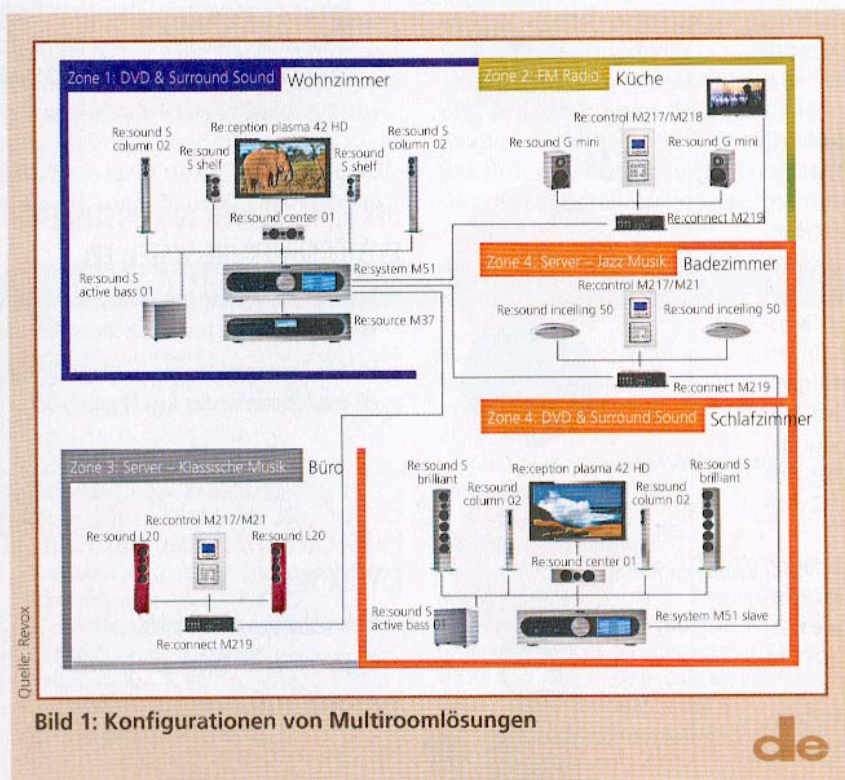 Zone 1: DVD & Surround Sound Wohnzimmer
Re:sound S
column 02
Re:sound
S shelf
Re:ception plasma 42 HD
Re:sound
S shelf
Re:sound S
column 02
Re:sound center 01
Re:sound S
active bass 01
Re:system M51
Re:source M37
Zone 2: FM Radio Küche
Re:control M217/M218
Re:sound G mini
Re:sound G mini
Re:connect M219
Zone 4: Server – Jazz Musik Badezimmer
Re:control M217/M21
Re:sound inceiling 50
Re:sound inceiling 50
Re:connect M219
Zone 3: Server – Klassische Musik Büro
Re:control M217/M21
Re:sound L20
Re:sound L20
Re:connect M219
Zone 4: DVD & Surround Sound Schlafzimmer
Re:sound S
brilliant
Re:sound
column 02
Re:ception plasma 42 HD
Re:sound
column 02
Re:sound S
brilliant
Re:sound center 01
Re:sound S
active bass 01
Re:system M51 slave
Quelle: Revox
Bild 1: Konfigurationen von Multiroomlösungen
de